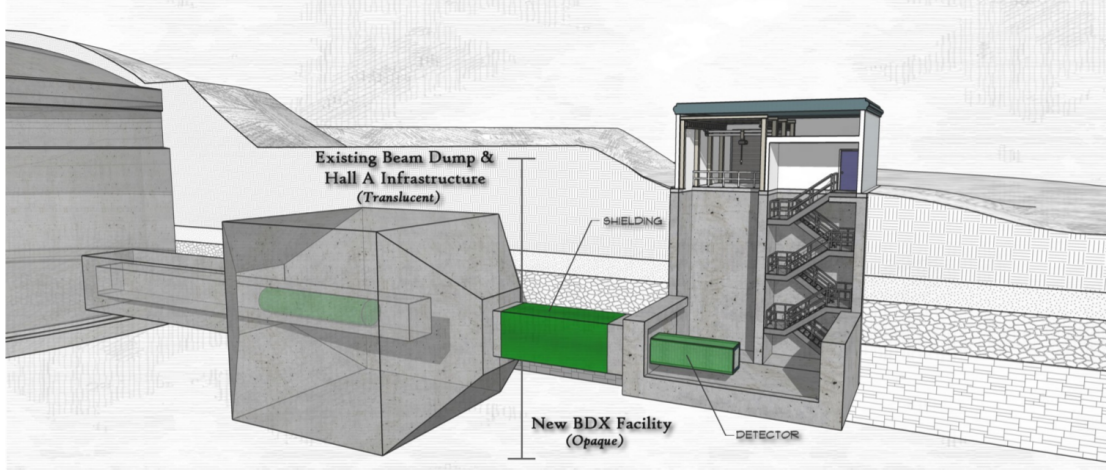 Existing Beam Dump &
Hall A Infrastructure
(Translucent)
SHIELDING
New BDX Facility
(Opaque)
DETECTOR